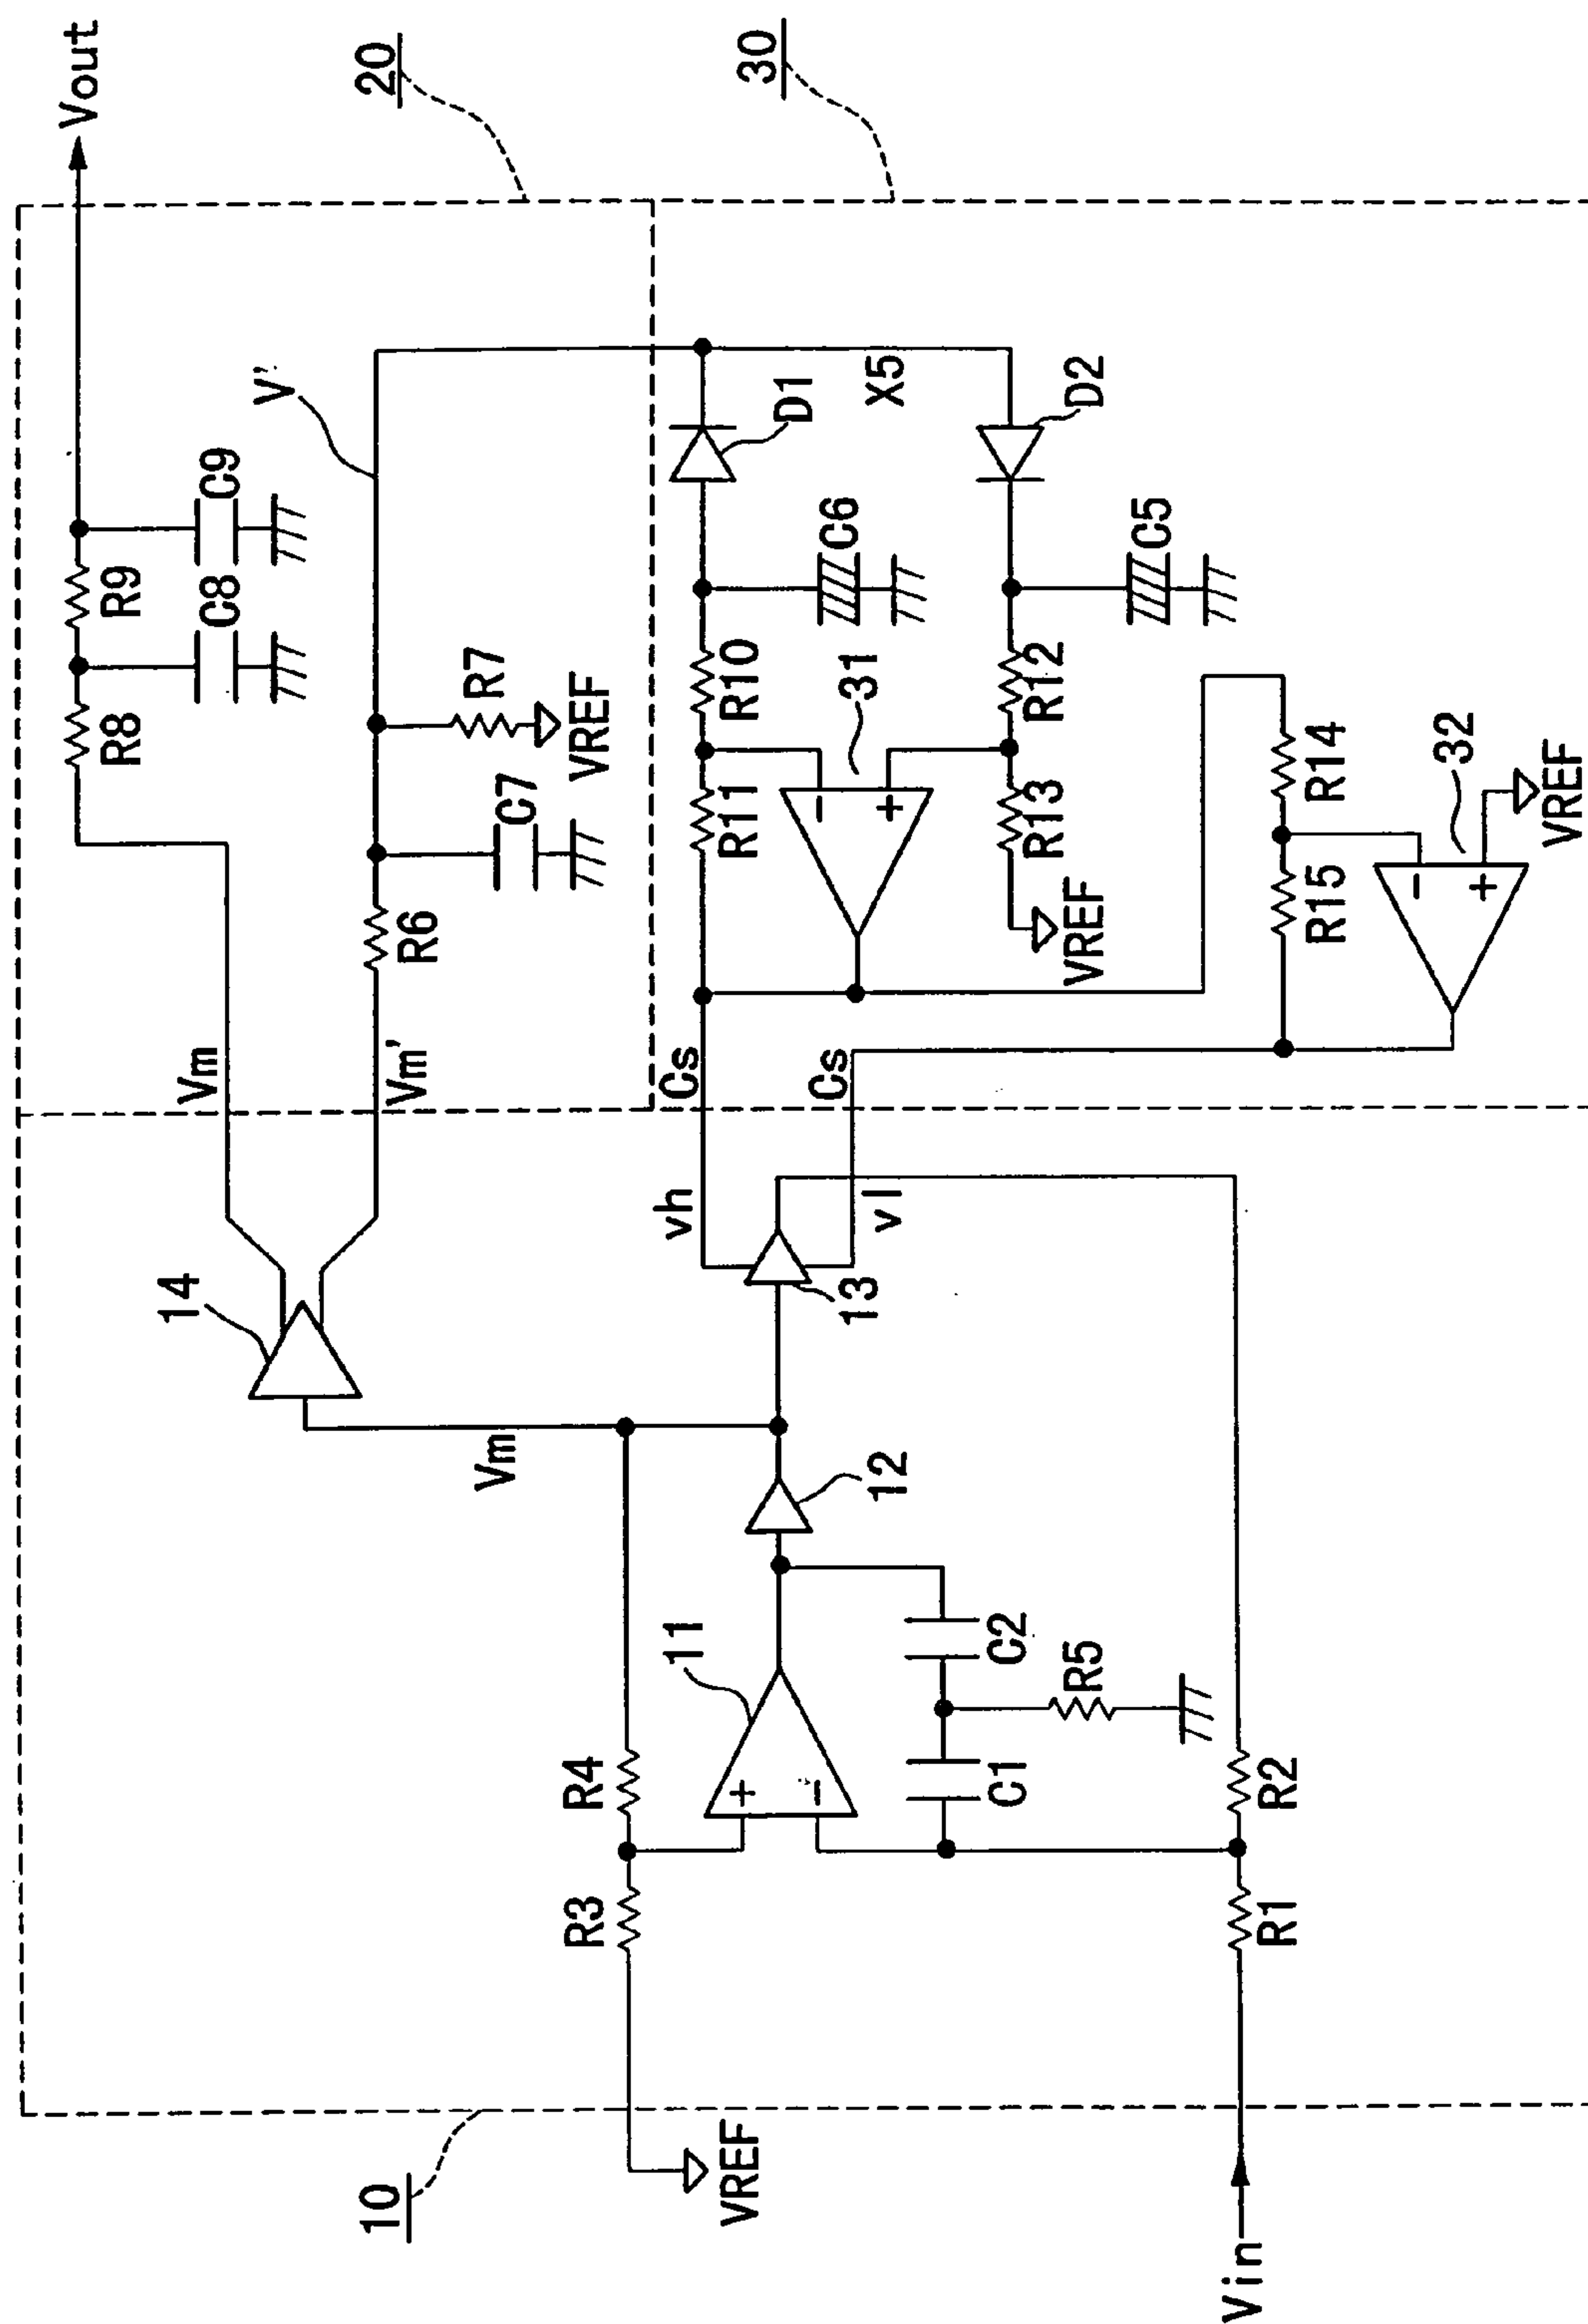 Vout
20
30
V'
R8
R9
C8
C9
R7
VREF
C7
R6
Vm
Vm'
14
Vm
D1
X5
D2
C6
C5
R10
R11
31
R12
R13
VREF
R14
R15
32
VREF
Cs
Cs
vh
vl
13
12
11
+
-
-
+
-
+
C2
C1
R5
R4
R3
R2
R1
10
VREF
Vin